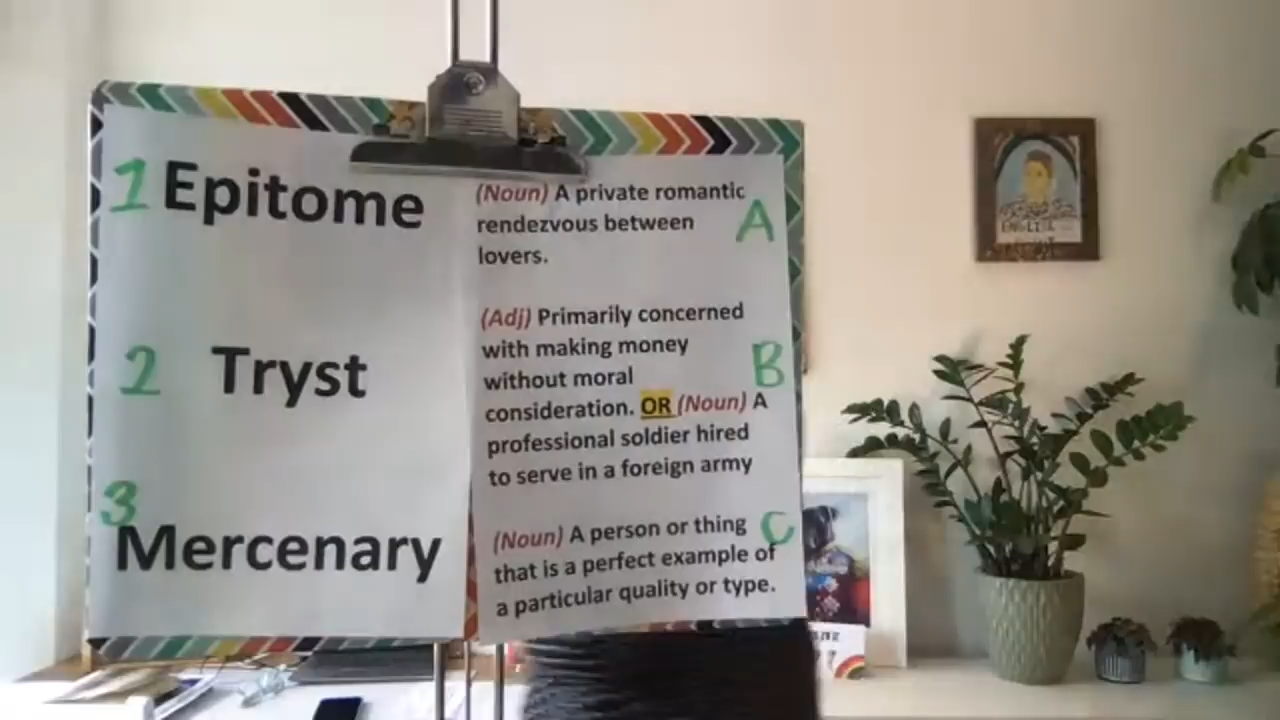 1 Epitome
(Noun) A private romantic
rendezvous between
lovers.
A
2 Tryst
(Adj) Primarily concerned
with making money
without moral
consideration. OR (Noun) A
professional soldier hired
to serve in a foreign army
B
3
Mercenary
(Noun) A person or thing
that is a perfect example of
a particular quality or type.
C